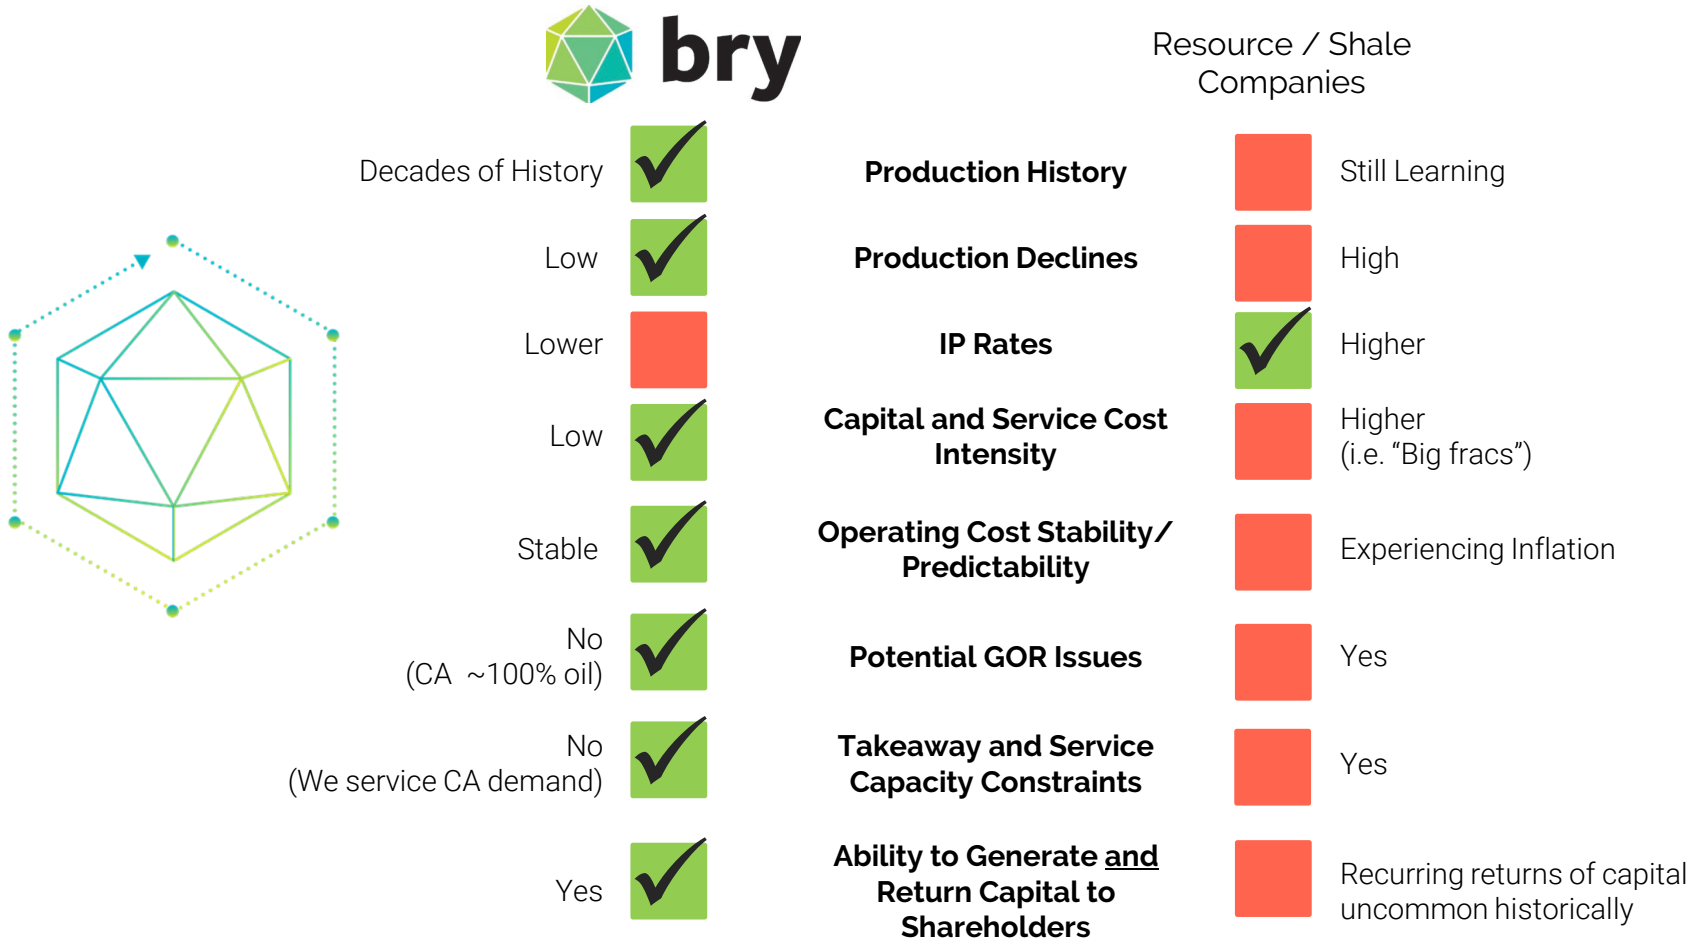 bry
Resource / Shale
Companies
Decades of History
Production History
Still Learning
Low
Production Declines
High
Lower
IP Rates
Higher
Low
Capital and Service Cost
Intensity
Higher
(i.e. “Big fracs”)
Stable
Operating Cost Stability/
Predictability
Experiencing Inflation
No
(CA ~100% oil)
Potential GOR Issues
Yes
No
(We service CA demand)
Takeaway and Service
Capacity Constraints
Yes
Yes
Ability to Generate and
Return Capital to
Shareholders
Recurring returns of capital
uncommon historically